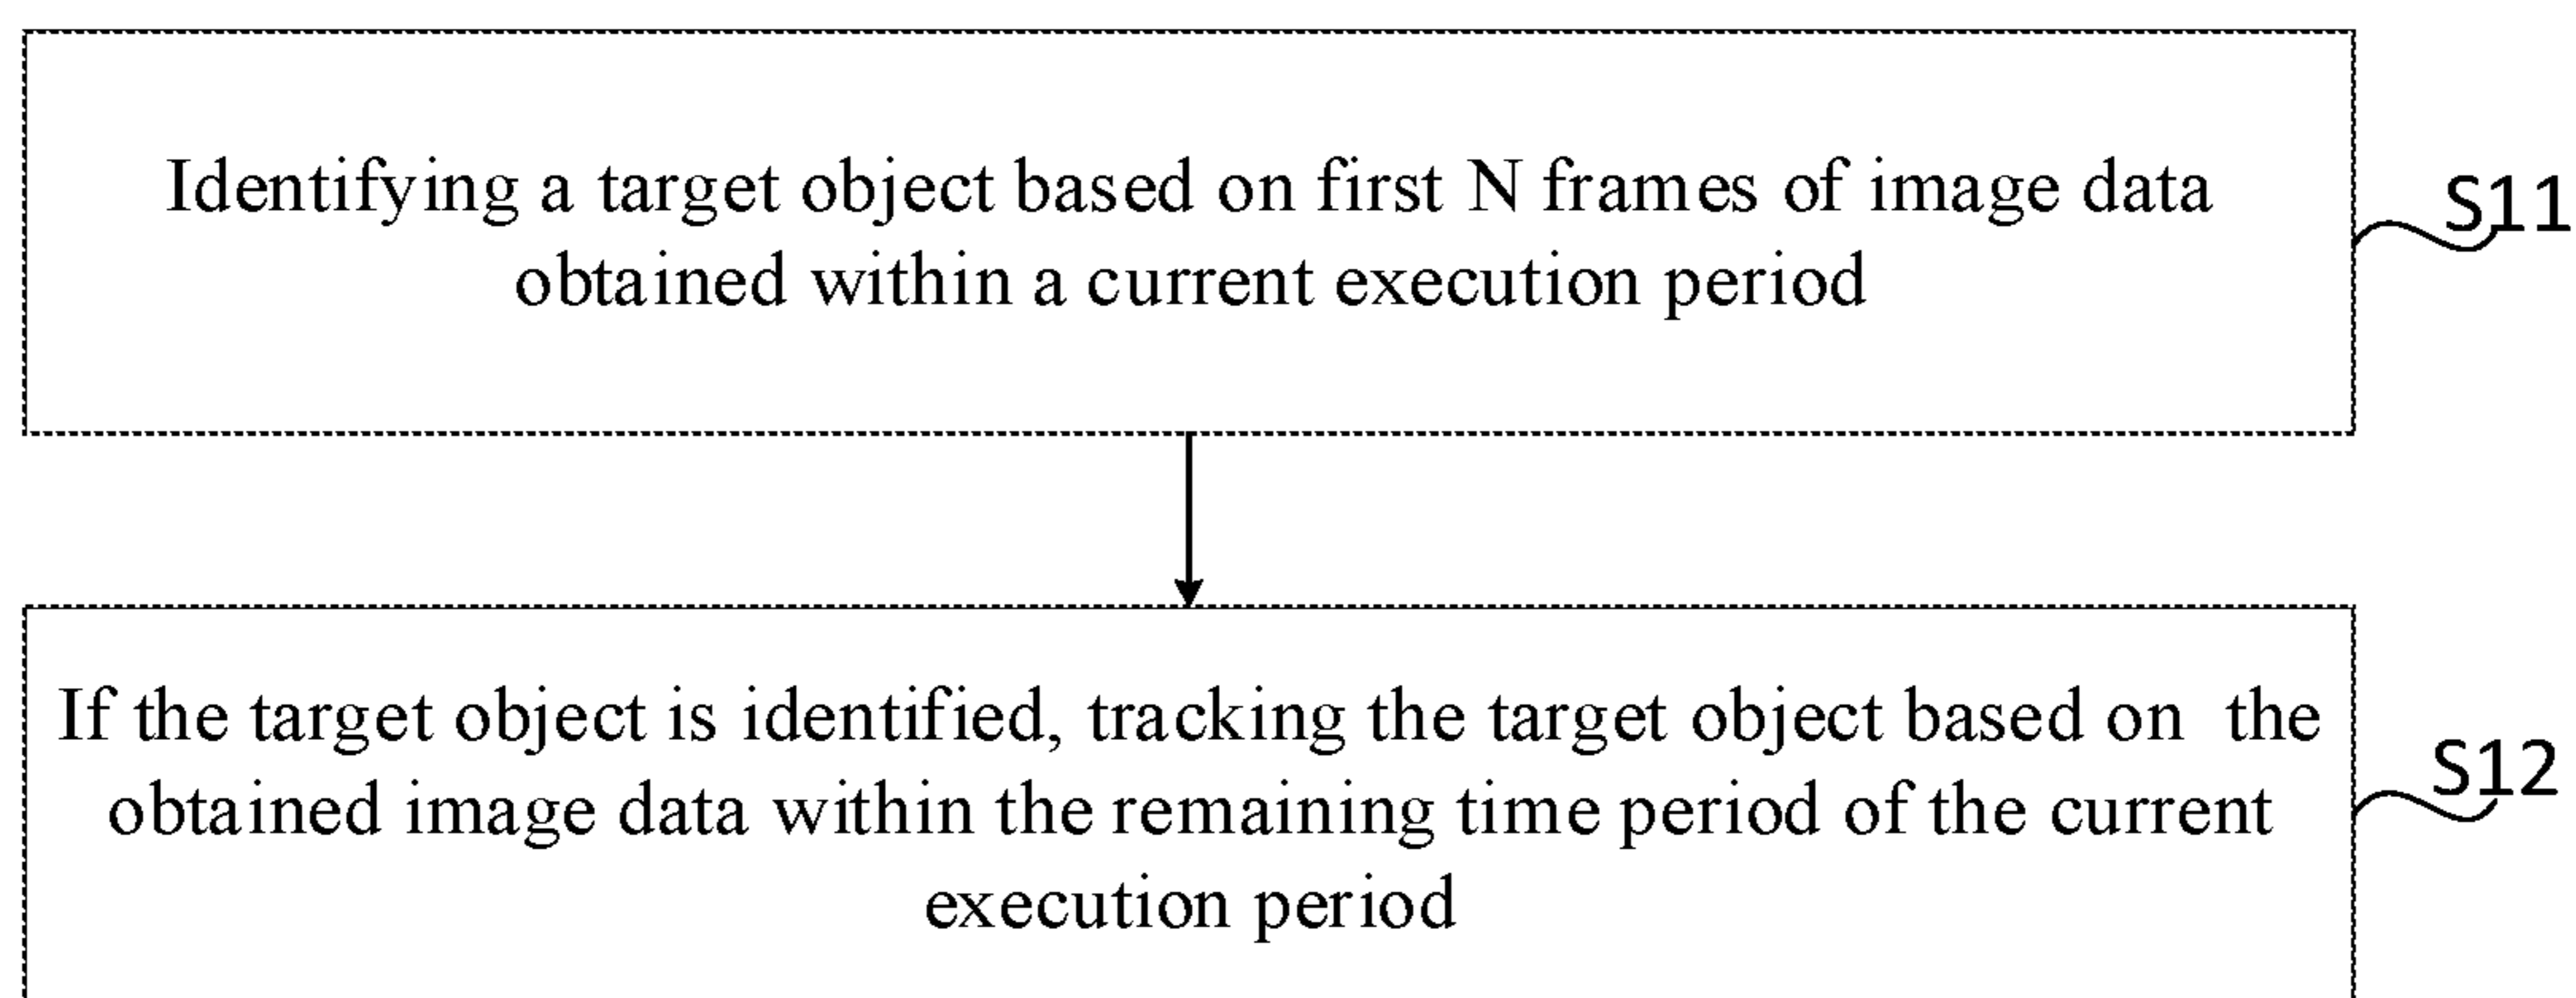 Identifying a target object based on first N frames of image data
obtained within a current execution period
S11
If the target object is identified, tracking the target object based on  the
obtained image data within the remaining time period of the current
execution period
S12